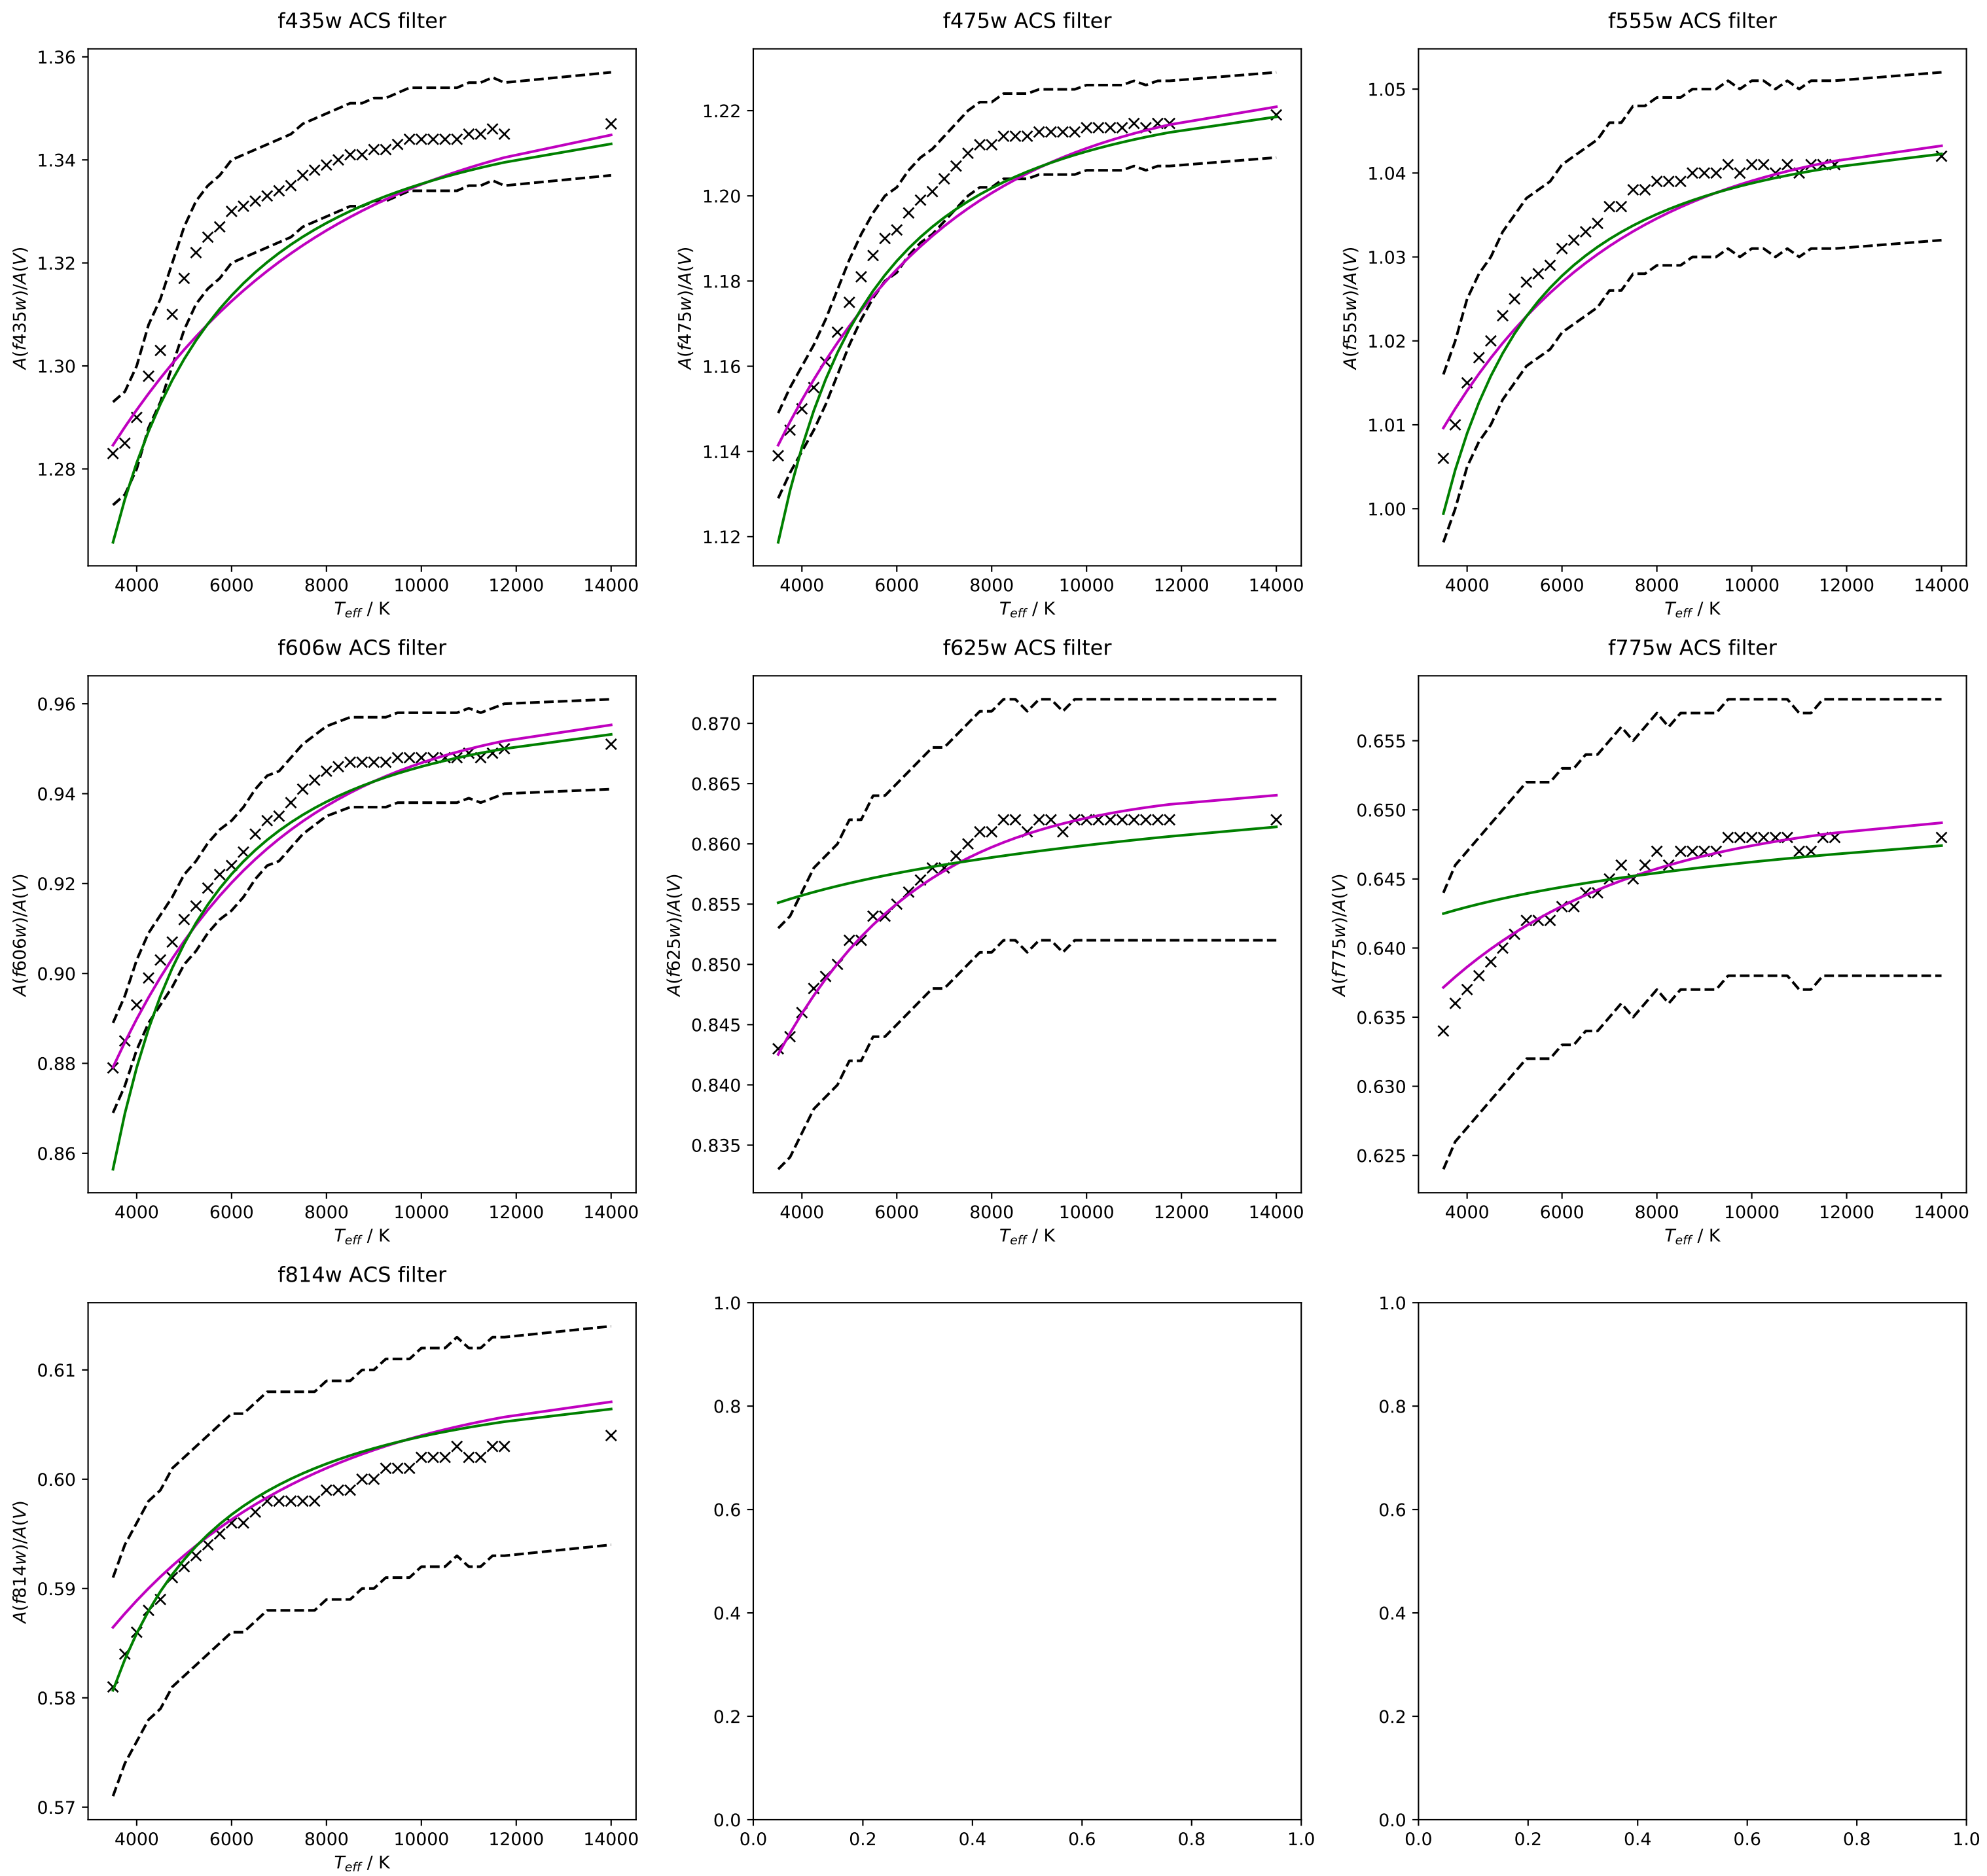 f435w ACS filter
1.36
1.34
1.32
1.30
1.28
A(f435w)/A(V)
4000 6000 8000 10000 12000 14000
T_eff / K
f475w ACS filter
1.22
1.20
1.18
1.16
1.14
1.12
A(f475w)/A(V)
4000 6000 8000 10000 12000 14000
T_eff / K
f555w ACS filter
1.05
1.04
1.03
1.02
1.01
1.00
A(f555w)/A(V)
4000 6000 8000 10000 12000 14000
T_eff / K
f606w ACS filter
0.96
0.94
0.92
0.90
0.88
0.86
A(f606w)/A(V)
4000 6000 8000 10000 12000 14000
T_eff / K
f625w ACS filter
0.870
0.865
0.860
0.855
0.850
0.845
0.840
0.835
A(f625w)/A(V)
4000 6000 8000 10000 12000 14000
T_eff / K
f775w ACS filter
0.655
0.650
0.645
0.640
0.635
0.630
0.625
A(f775w)/A(V)
4000 6000 8000 10000 12000 14000
T_eff / K
f814w ACS filter
0.61
0.60
0.59
0.58
0.57
A(f814w)/A(V)
4000 6000 8000 10000 12000 14000
T_eff / K
1.0
0.8
0.6
0.4
0.2
0.0
0.0 0.2 0.4 0.6 0.8 1.0
1.0
0.8
0.6
0.4
0.2
0.0
0.0 0.2 0.4 0.6 0.8 1.0